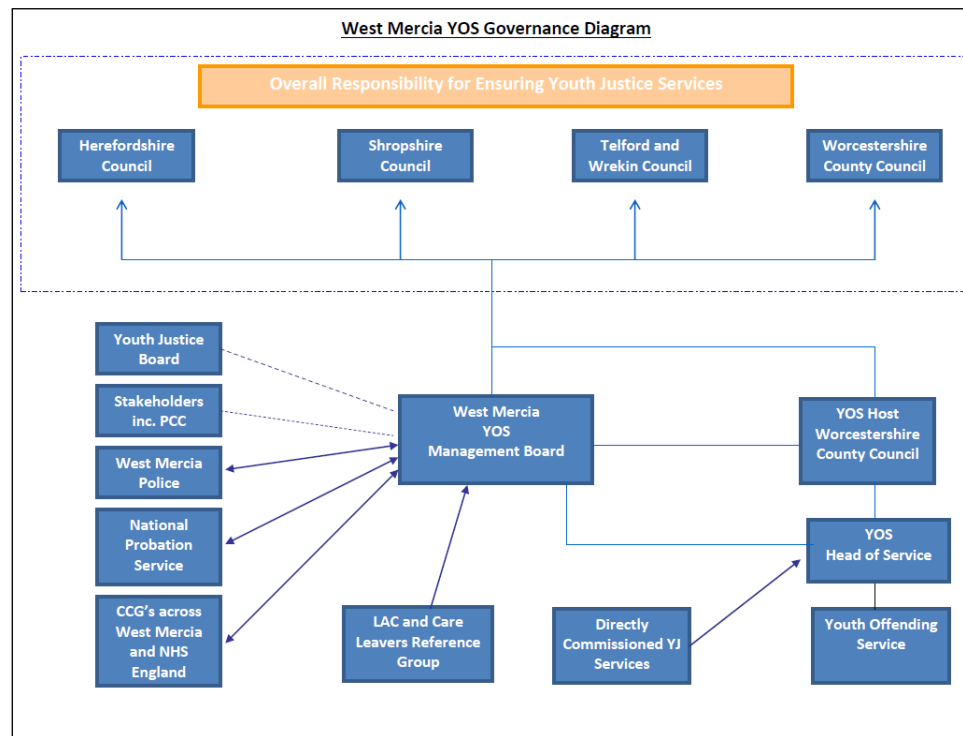 West Mercia YOS Governance Diagram
Overall Responsibility for Ensuring Youth Justice Services
Herefordshire
Council
Shropshire
Council
Telford and
Wrekin Council
Worcestershire
County Council
Youth Justice
Board
Stakeholders
inc. PCC
West Mercia
Police
National
Probation
Service
CCG's across
West Mercia
and NHS
England
West Mercia
YOS
Management Board
YOS Host
Worcestershire
County Council
YOS
Head of Service
LAC and Care
Leavers Reference
Group
Directly
Commissioned YJ
Services
Youth Offending
Service